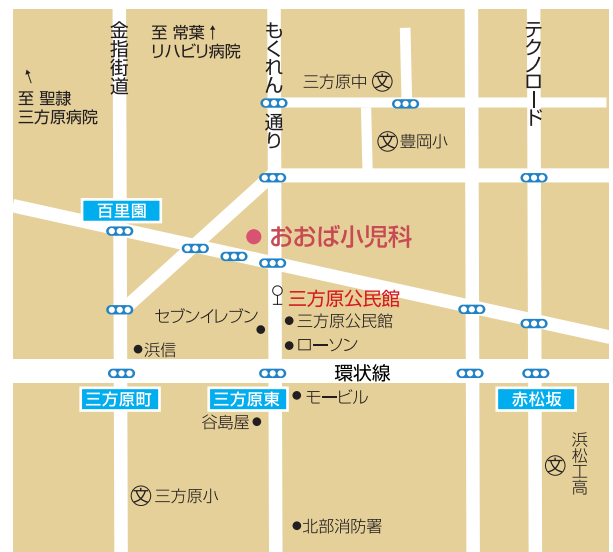 金指街道
至 常葉↑
リハビリ病院
もくれん通り
テクノロード
↑
至 聖隷
三方原病院
三方原中 文
文 豊岡小
百里園
おおば小児科
三方原公民館
セブンイレブン
三方原公民館
浜信
ローソン
環状線
三方原町
三方原東
モービル
赤松坂
谷島屋
浜松工高
文
文 三方原小
北部消防署